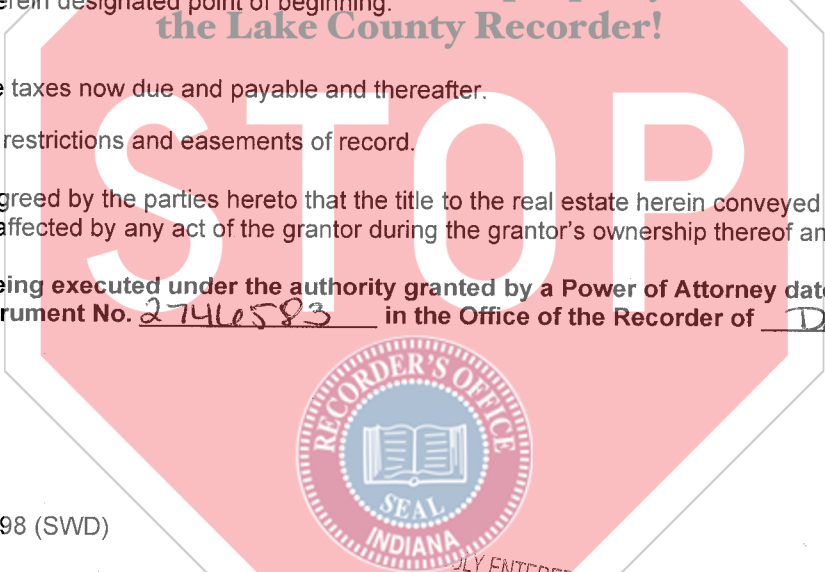 erein designated point of beginning.
the Lake County Recorder!
e taxes now due and payable and thereafter.
restrictions and easements of record.
STOP
greed by the parties hereto that the title to the real estate herein conveyed
affected by any act of the grantor during the grantor's ownership thereof an
eing executed under the authority granted by a Power of Attorney date
rument No. 2746583 in the Office of the Recorder of D
RECORDER'S OFFICE
SEAL
INDIANA
98 (SWD)